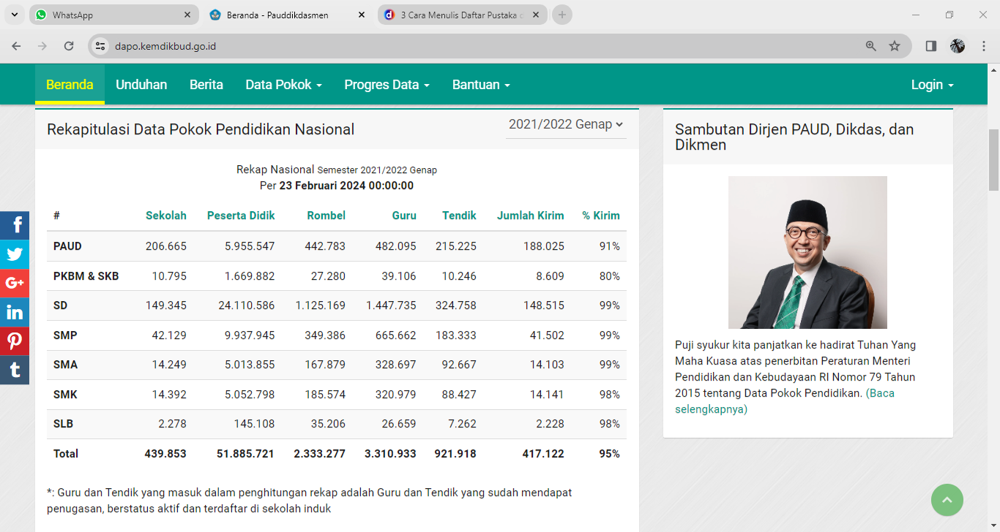 WhatsApp
Beranda - Pauddikdasmen
3 Cara Menulis Daftar Pustaka
dapo.kemdikbud.go.id
Beranda Unduhan Berita Data Pokok Progres Data Bantuan Login
Rekapitulasi Data Pokok Pendidikan Nasional
2021/2022 Genap
Rekap Nasional Semester 2021/2022 Genap
Per 23 Februari 2024 00:00:00
# Sekolah Peserta Didik Rombel Guru Tendik Jumlah Kirim % Kirim
PAUD 206.665 5.955.547 442.783 482.095 215.225 188.025 91%
PKBM & SKB 10.795 1.669.882 27.280 39.106 10.246 8.609 80%
SD 149.345 24.110.586 1.125.169 1.447.735 324.758 148.515 99%
SMP 42.129 9.937.945 349.386 665.662 183.333 41.502 99%
SMA 14.249 5.013.855 167.879 328.697 92.667 14.103 99%
SMK 14.392 5.052.798 185.574 320.979 88.427 14.141 98%
SLB 2.278 145.108 35.206 26.659 7.262 2.228 98%
Total 439.853 51.885.721 2.333.277 3.310.933 921.918 417.122 95%
*: Guru dan Tendik yang masuk dalam penghitungan rekap adalah Guru dan Tendik yang sudah mendapat
penugasan, berstatus aktif dan terdaftar di sekolah induk
Sambutan Dirjen PAUD, Dikdas, dan
Dikmen
Puji syukur kita panjatkan ke hadirat Tuhan Yang
Maha Kuasa atas penerbitan Peraturan Menteri
Pendidikan dan Kebudayaan RI Nomor 79 Tahun
2015 tentang Data Pokok Pendidikan. (Baca
selengkapnya)